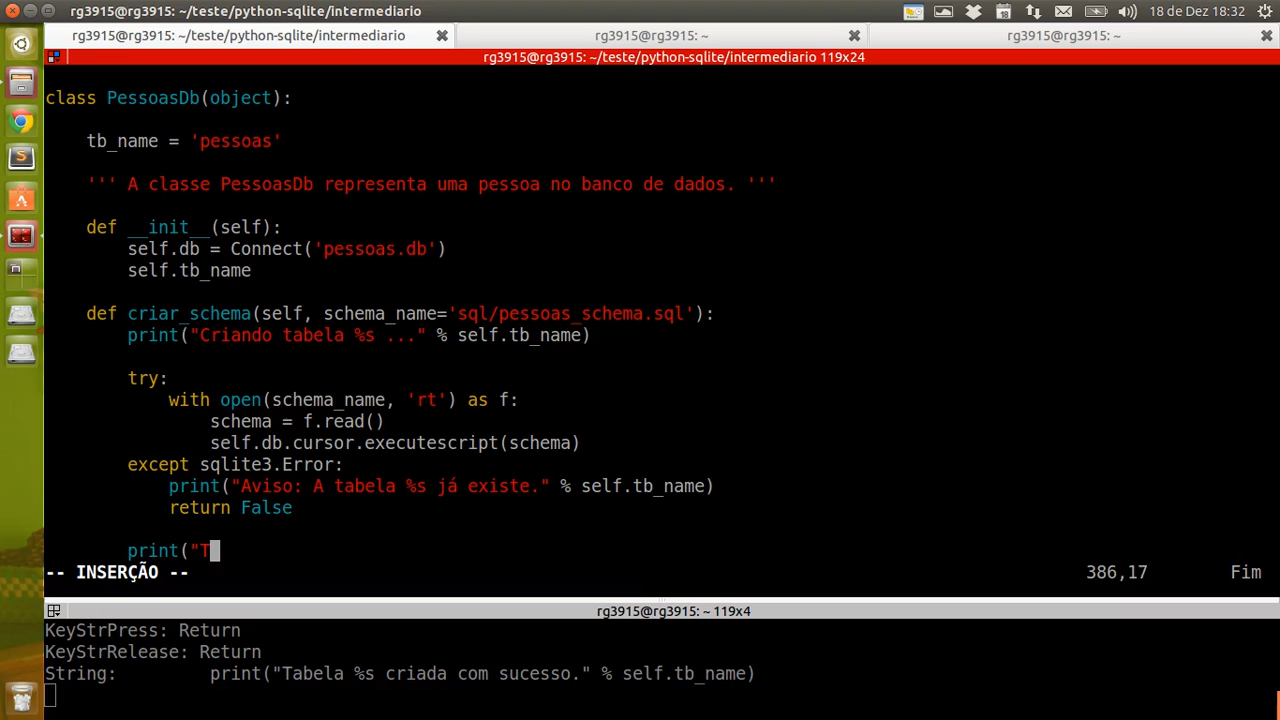 rg3915@rg3915: ~/teste/python-sqlite/intermediario
18 de Dez 18:32
rg3915@rg3915: ~/teste/python-sqlite/intermediario
rg3915@rg3915: ~
rg3915@rg3915: ~
rg3915@rg3915: ~/teste/python-sqlite/intermediario 119x24
class PessoasDb(object):
tb_name = 'pessoas'
''' A classe PessoasDb representa uma pessoa no banco de dados. '''
def __init__(self):
self.db = Connect('pessoas.db')
self.tb_name
def criar_schema(self, schema_name='sql/pessoas_schema.sql'):
print("Criando tabela %s ..." % self.tb_name)
try:
with open(schema_name, 'rt') as f:
schema = f.read()
self.db.cursor.executescript(schema)
except sqlite3.Error:
print("Aviso: A tabela %s já existe." % self.tb_name)
return False
print("T
-- INSERÇÃO --
386,17
Fim
rg3915@rg3915: ~ 119x4
KeyStrPress: Return
KeyStrRelease: Return
String: print("Tabela %s criada com sucesso." % self.tb_name)